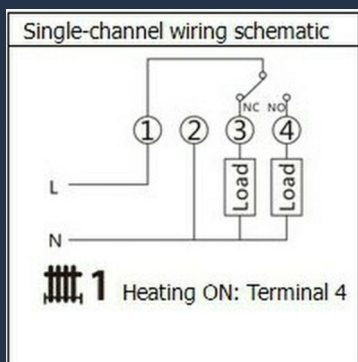 Single-channel wiring schematic
NC NO
1 2 3 4
L
Load Load
N
1 Heating ON: Terminal 4